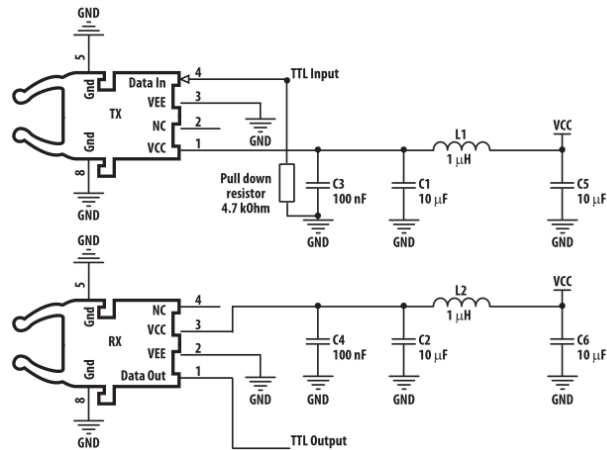 GND
5
Gnd
Data In
4
TTL Input
TX
VEE
3
GND
NC
2
Gnd
VCC
1
L1
1 μH
VCC
8
GND
Pull down
resistor
4.7 kOhm
C3
100 nF
GND
C1
10 μF
GND
C5
10 μF
GND
GND
5
Gnd
NC
4
VCC
3
RX
VEE
2
GND
Gnd
Data Out
1
8
GND
L2
1 μH
VCC
C4
100 nF
GND
C2
10 μF
GND
C6
10 μF
GND
TTL Output